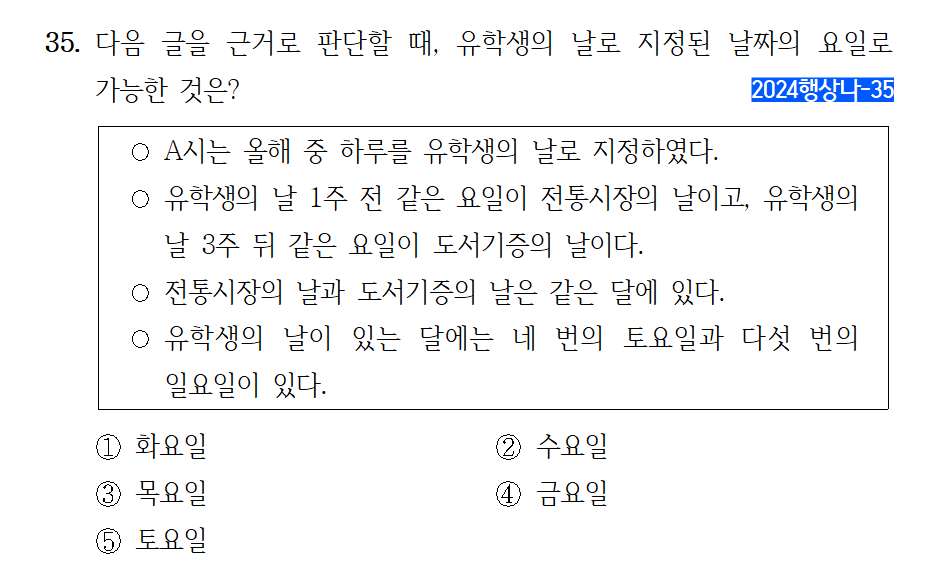 35. 다음 글을 근거로 판단할 때, 유학생의 날로 지정된 날짜의 요일로
가능한 것은?
2024행상나-35
○ A시는 올해 중 하루를 유학생의 날로 지정하였다.
○ 유학생의 날 1주 전 같은 요일이 전통시장의 날이고, 유학생의
날 3주 뒤 같은 요일이 도서기증의 날이다.
○ 전통시장의 날과 도서기증의 날은 같은 달에 있다.
○ 유학생의 날이 있는 달에는 네 번의 토요일과 다섯 번의
일요일이 있다.
① 화요일
② 수요일
③ 목요일
④ 금요일
⑤ 토요일